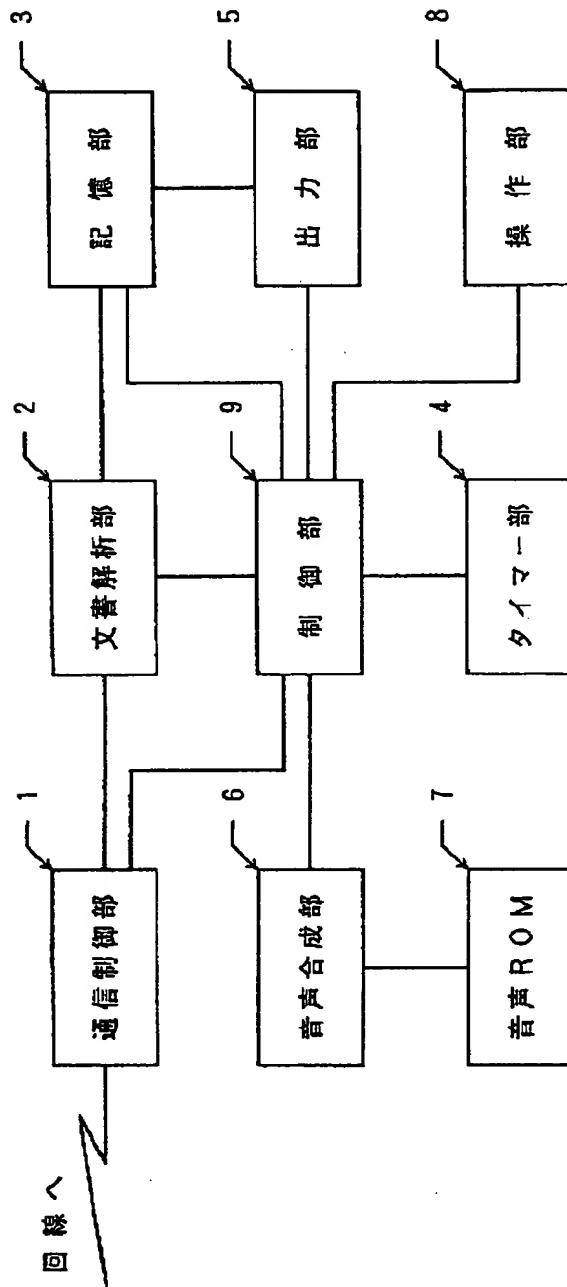 回線へ
1
通信制御部
2
文書解析部
3
記憶部
6
音声合成部
9
制御部
5
出力部
7
音声ROM
4
タイマー部
8
操作部